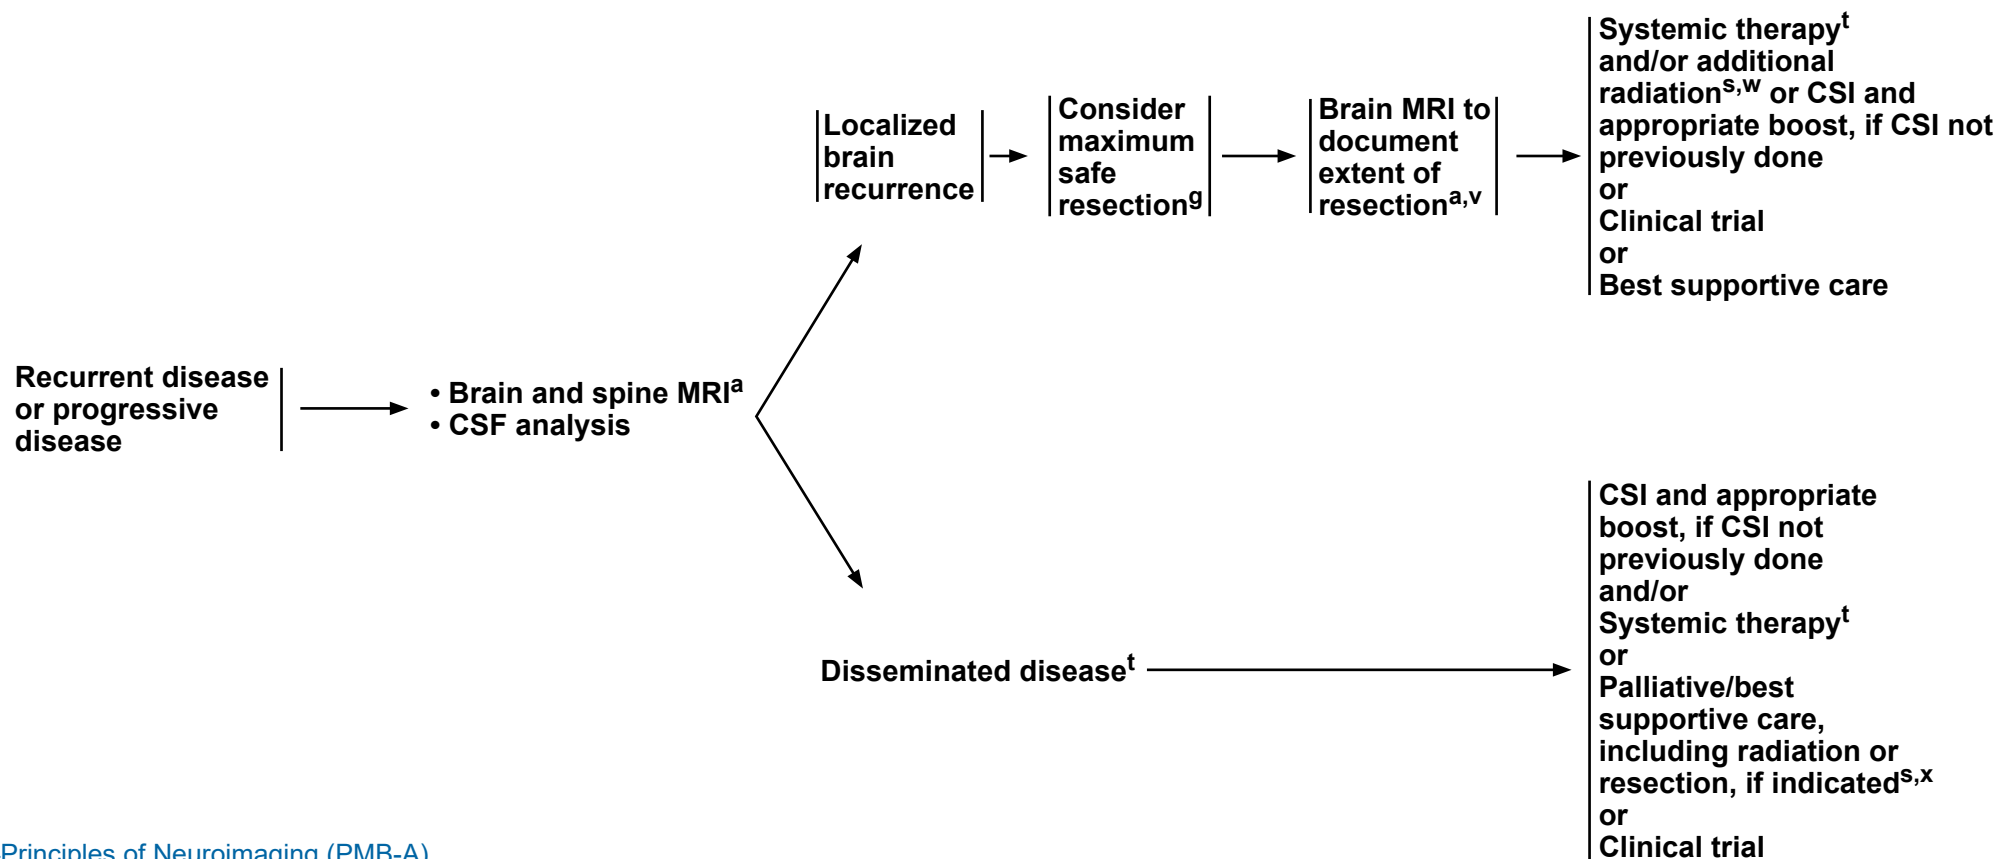 Recurrent disease
or progressive
disease
• Brain and spine MRIᵃ
• CSF analysis
Localized
brain
recurrence
Consider
maximum
safe
resectionᵍ
Brain MRI to
document
extent of
resectionᵃ,ᵛ
Systemic therapyᵗ
and/or additional
radiationˢ,ʷ or CSI and
appropriate boost, if CSI not
previously done
or
Clinical trial
or
Best supportive care
Disseminated diseaseᵗ
CSI and appropriate
boost, if CSI not
previously done
and/or
Systemic therapyᵗ
or
Palliative/best
supportive care,
including radiation or
resection, if indicatedˢ,ˣ
or
Clinical trial
Principles of Neuroimaging (PMB-A)